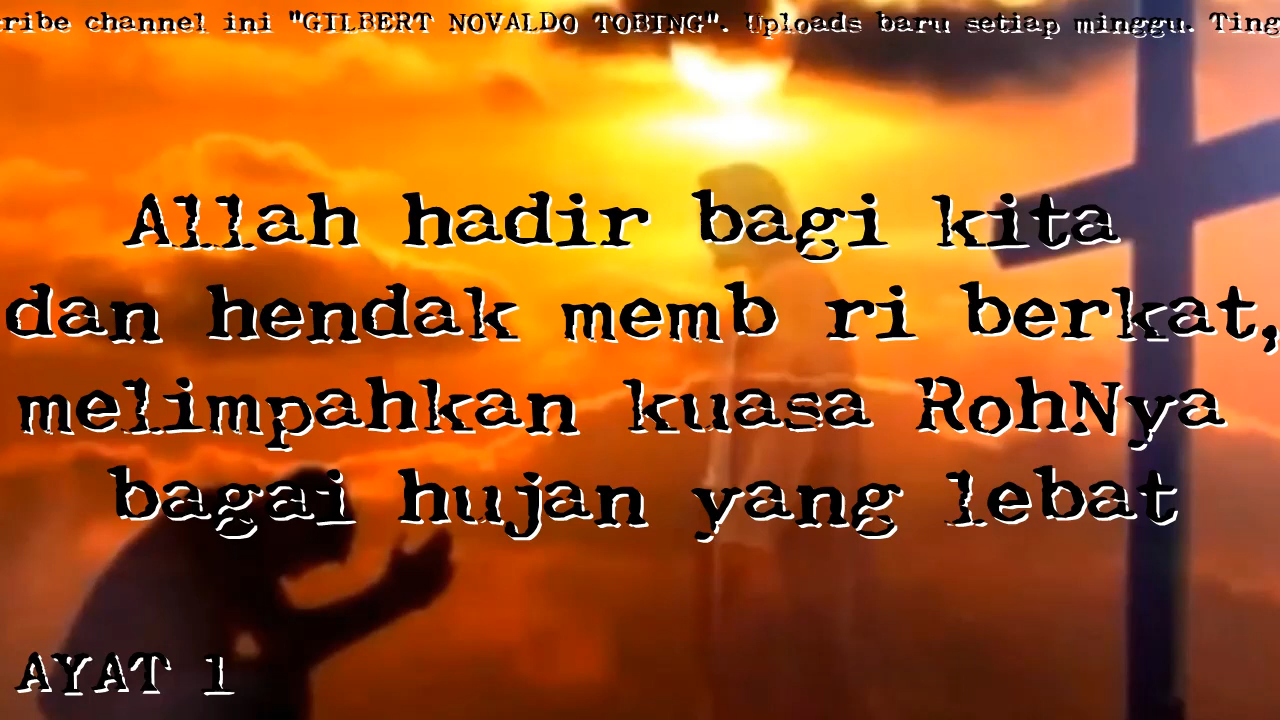 ribe channel ini "GILBERT NOVALDO TOBING". Uploads baru setiap minggu. Ting
Allah hadir bagi kita
dan hendak memb ri berkat,
melimpahkan kuasa RohNya
bagai hujan yang lebat
AYAT 1